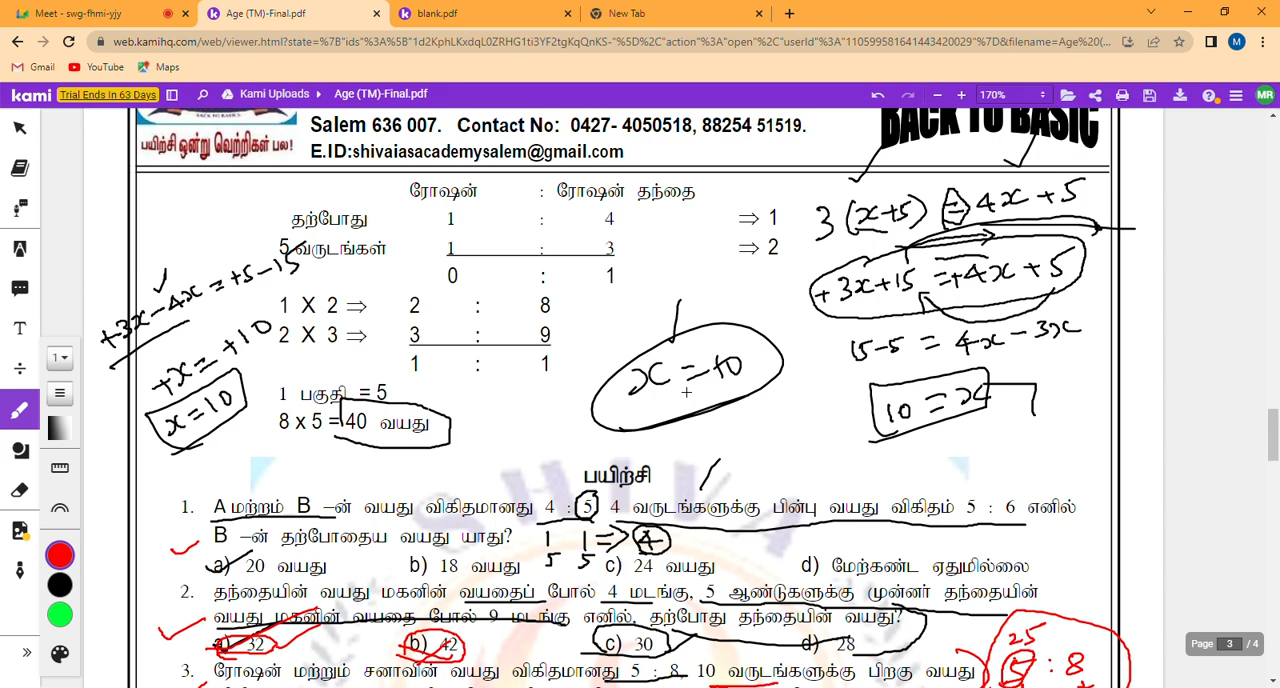 Meet - swg-fhmi-yjy
Age (TM)-Final.pdf
blank.pdf
New Tab
web.kamihq.com/web/viewer.html?state=%7B"ids"%3A%5B"1d2KphLKxdqL0ZRHG1ti3YF2tgKqQnKS-"%5D%2C"action"%3A"open"%2C"userId"%3A"110599581641443420029"%7D&filename=Age%20(...
Gmail YouTube Maps
kami Trial Ends In 63 Days Kami Uploads Age (TM)-Final.pdf 170% MR
BACK TO BASIC
Salem 636 007. Contact No: 0427- 4050518, 88254 51519.
பயிற்சி ஒன்று வெற்றிகள் பல!
E.ID:shivaiasacademysalem@gmail.com
ரோஷன் : ரோஷன் தந்தை
தற்போது 1 : 4 ⇒ 1
5 வருடங்கள் 1 : 3 ⇒ 2
0 : 1
1 X 2 ⇒ 2 : 8
2 X 3 ⇒ 3 : 9
1 : 1
1 பகுதி = 5
8 x 5 = 40 வயது
3(x+5) = 4x+5
+3x+15 = +4x+5
15-5 = 4x-3x
10 = x
+3x-4x=+5-15
+x=+10
x=10
x=10
பயிற்சி
1. A மற்றம் B –ன் வயது விகிதமானது 4 : 5 4 வருடங்களுக்கு பின்பு வயது விகிதம் 5 : 6 எனில்
B –ன் தற்போதைய வயது யாது?
1 1 => 4
5 5
a) 20 வயது b) 18 வயது c) 24 வயது d) மேற்கண்ட ஏதுமில்லை
2. தந்தையின் வயது மகனின் வயதைப் போல் 4 மடங்கு, 5 ஆண்டுகளுக்கு முன்னர் தந்தையின்
வயது மகனின் வயதை போல் 9 மடங்கு எனில், தற்போது தந்தையின் வயது?
a) 32 b) 42 c) 30 d) 28
3. ரோஷன் மற்றும் சனாவின் வயது விகிதமானது 5 : 8, 10 வருடங்களுக்கு பிறகு வயது
25
5 : 8
Page 3 / 4